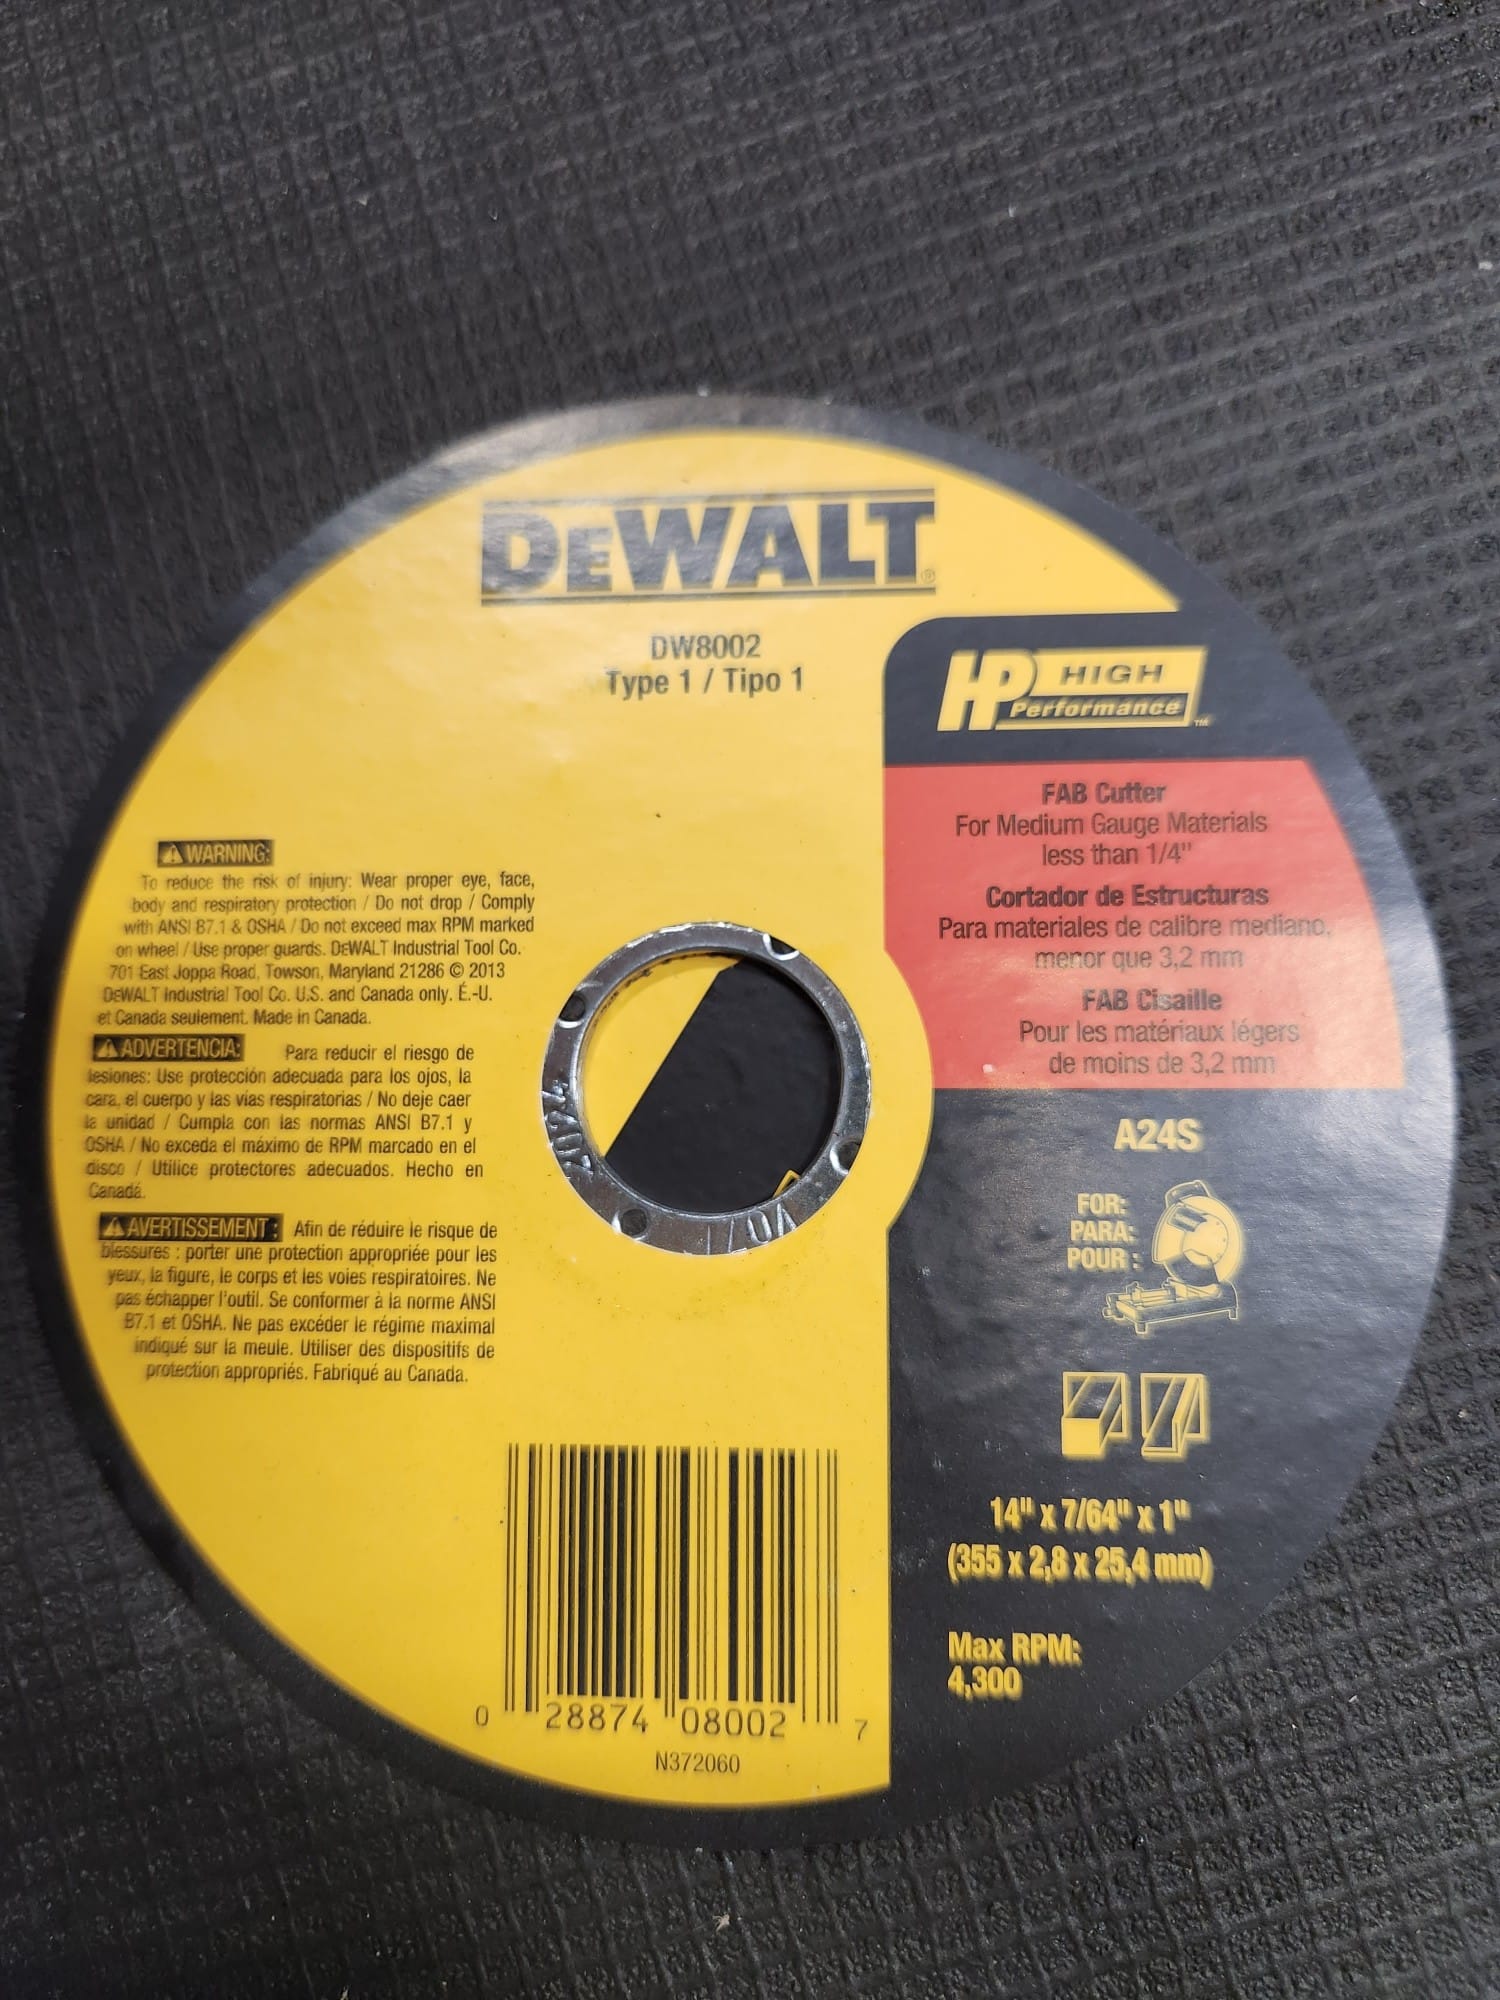 DEWALT®
DW8002
Type 1 / Tipo 1
HP HIGH
Performance™
FAB Cutter
For Medium Gauge Materials
less than 1/4"
Cortador de Estructuras
Para materiales de calibre mediano,
menor que 3,2 mm
FAB Cisaille
Pour les matériaux légers
de moins de 3,2 mm
A24S
FOR:
PARA:
POUR :
14" x 7/64" x 1"
(355 x 2,8 x 25,4 mm)
Max RPM:
4,300
⚠ WARNING:
To reduce the risk of injury: Wear proper eye, face,
body and respiratory protection / Do not drop / Comply
with ANSI B7.1 & OSHA / Do not exceed max RPM marked
on wheel / Use proper guards. DEWALT Industrial Tool Co.
701 East Joppa Road, Towson, Maryland 21286 © 2013
DEWALT Industrial Tool Co. U.S. and Canada only. É.-U.
et Canada seulement. Made in Canada.
⚠ ADVERTENCIA: Para reducir el riesgo de
lesiones: Use protección adecuada para los ojos, la
cara, el cuerpo y las vías respiratorias / No deje caer
la unidad / Cumpla con las normas ANSI B7.1 y
OSHA / No exceda el máximo de RPM marcado en el
disco / Utilice protectores adecuados. Hecho en
Canadá.
⚠ AVERTISSEMENT : Afin de réduire le risque de
blessures : porter une protection appropriée pour les
yeux, la figure, le corps et les voies respiratoires. Ne
pas échapper l'outil. Se conformer à la norme ANSI
B7.1 et OSHA. Ne pas excéder le régime maximal
indiqué sur la meule. Utiliser des dispositifs de
protection appropriés. Fabriqué au Canada.
2024
V/04
0 28874 08002 7
N372060